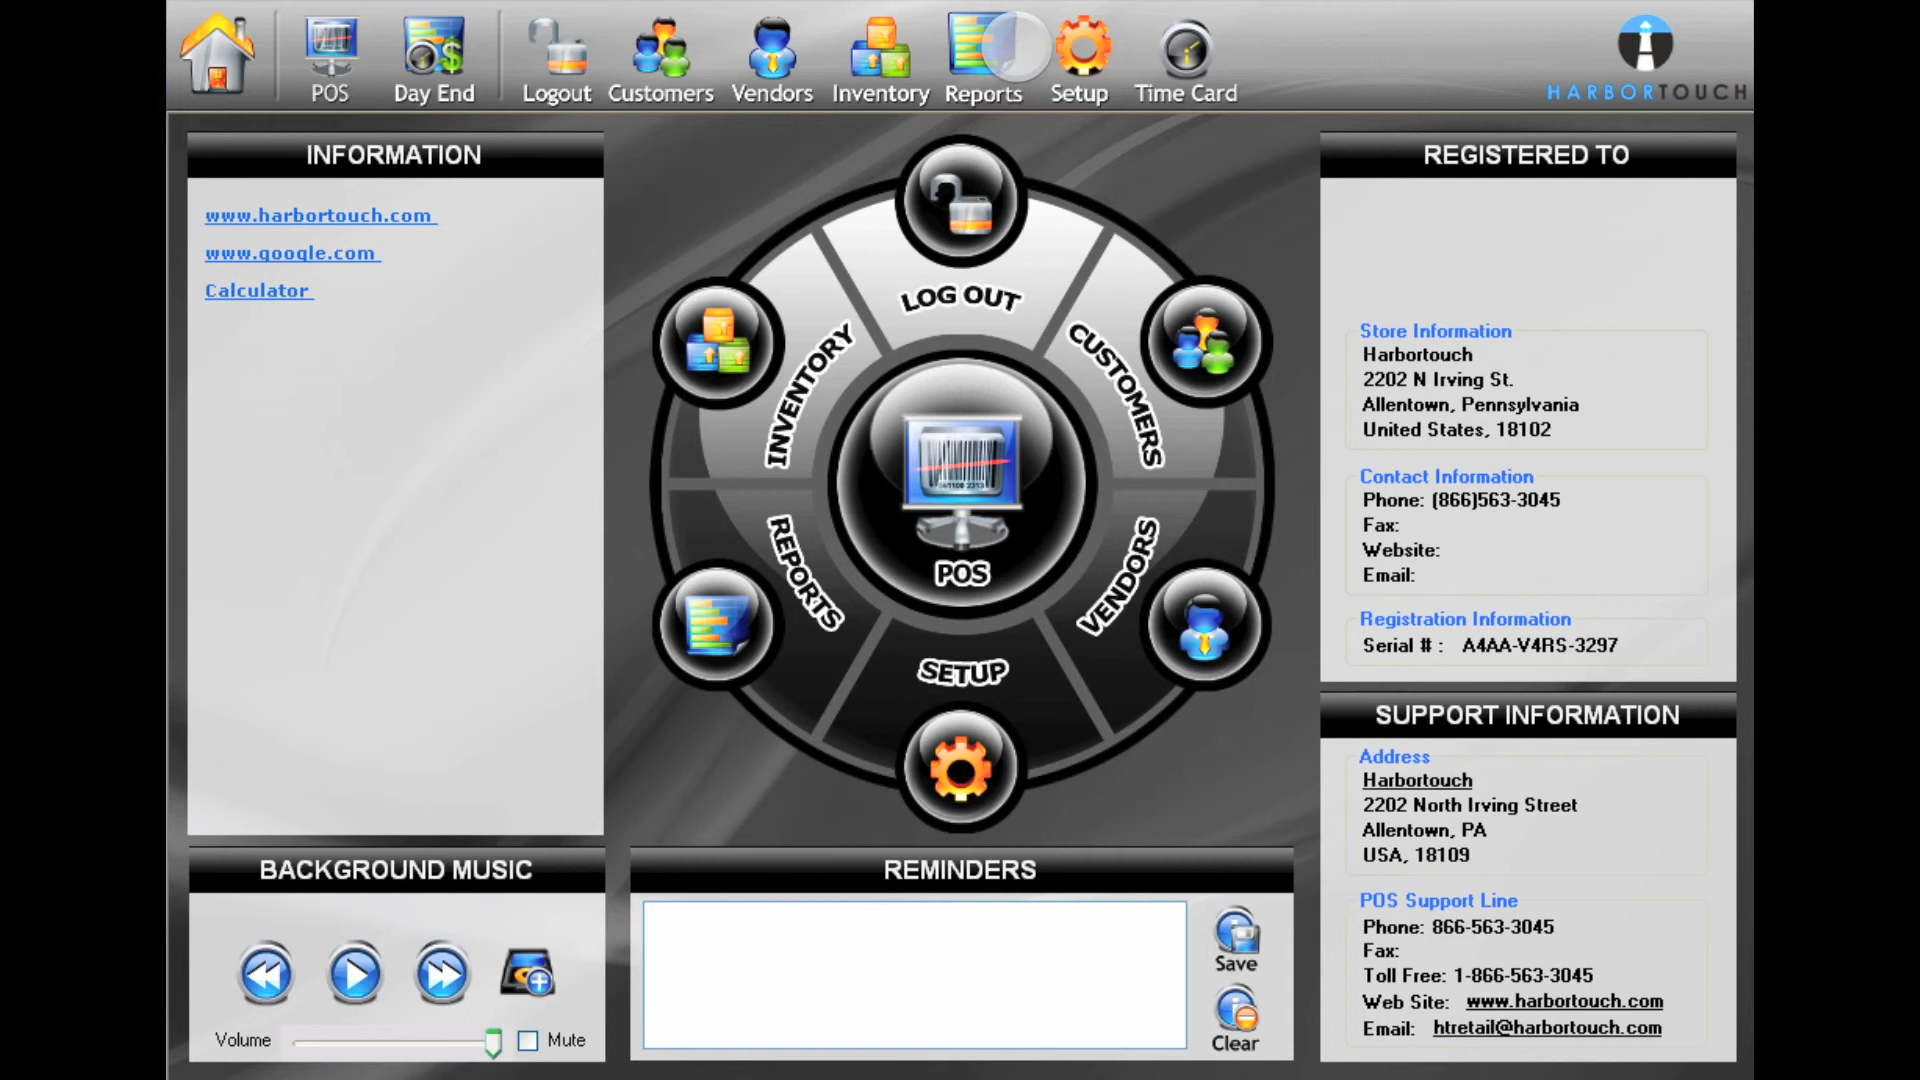 POS
Day End
Logout
Customers
Vendors
Inventory
Reports
Setup
Time Card
HARBORTOUCH
INFORMATION
www.harbortouch.com
www.google.com
Calculator
LOG OUT
CUSTOMERS
VENDORS
SETUP
REPORTS
INVENTORY
POS
REGISTERED TO
Store Information
Harbortouch
2202 N Irving St.
Allentown, Pennsylvania
United States, 18102
Contact Information
Phone: (866)563-3045
Fax:
Website:
Email:
Registration Information
Serial # : A4AA-V4RS-3297
SUPPORT INFORMATION
Address
Harbortouch
2202 North Irving Street
Allentown, PA
USA, 18109
POS Support Line
Phone: 866-563-3045
Fax:
Toll Free: 1-866-563-3045
Web Site: www.harbortouch.com
Email: htretail@harbortouch.com
BACKGROUND MUSIC
Volume
Mute
REMINDERS
Save
Clear